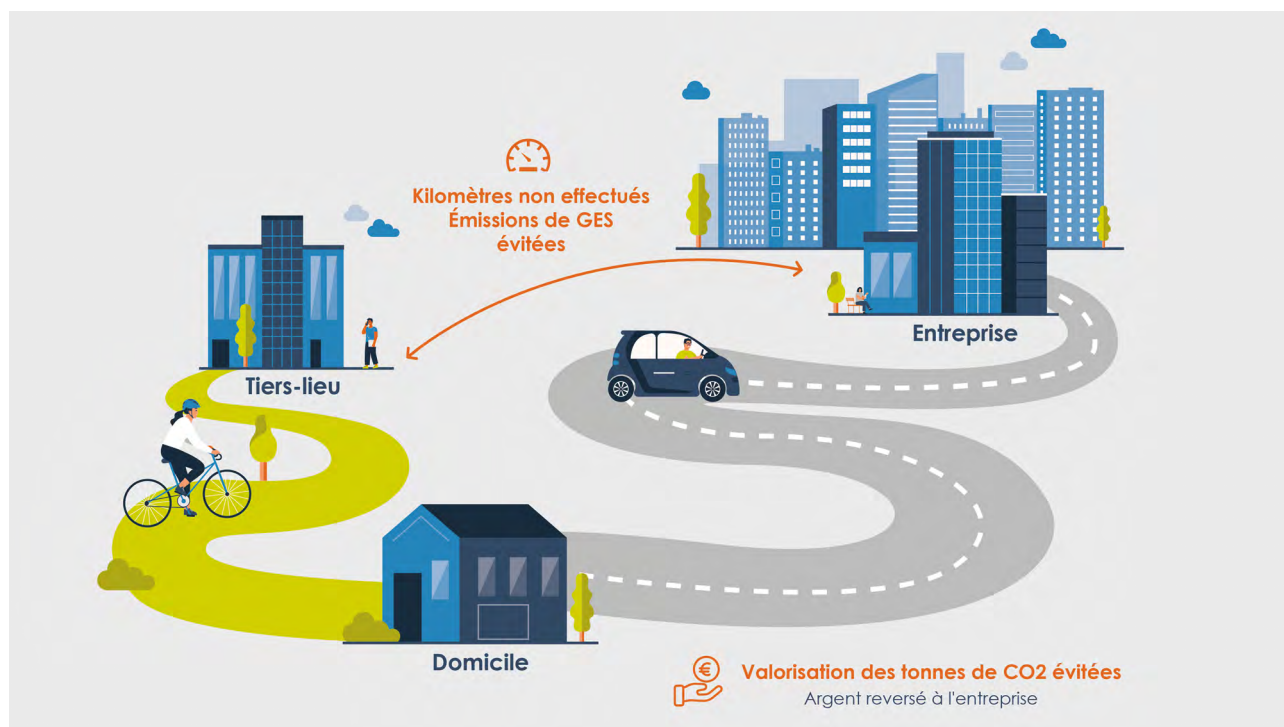 Kilomètres non effectués
Émissions de GES
évitées
Entreprise
Tiers-lieu
Domicile
€
Valorisation des tonnes de CO2 évitées
Argent reversé à l'entreprise